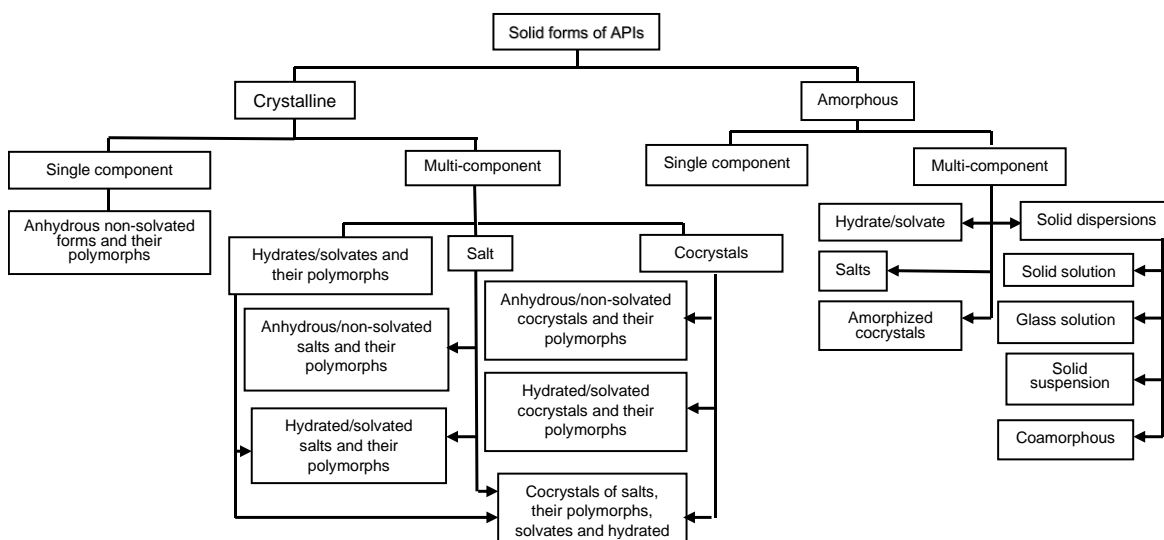 Solid forms of APIs
Crystalline
Amorphous
Single component
Multi-component
Single component
Multi-component
Anhydrous non-solvated
forms and their
polymorphs
Hydrates/solvates and
their polymorphs
Salt
Cocrystals
Hydrate/solvate
Solid dispersions
Salts
Solid solution
Anhydrous/non-solvated
salts and their
polymorphs
Anhydrous/non-solvated
cocrystals and their
polymorphs
Amorphized
cocrystals
Glass solution
Hydrated/solvated
cocrystals and their
polymorphs
Solid
suspension
Hydrated/solvated
salts and their
polymorphs
Coamorphous
Cocrystals of salts,
their polymorphs,
solvates and hydrated